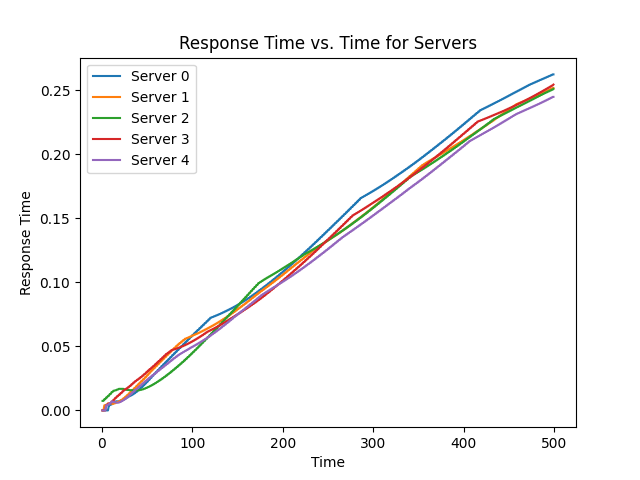 Response Time vs. Time for Servers
Server 0
Server 1
Server 2
Server 3
Server 4
Response Time
0.25
0.20
0.15
0.10
0.05
0.00
0 100 200 300 400 500
Time